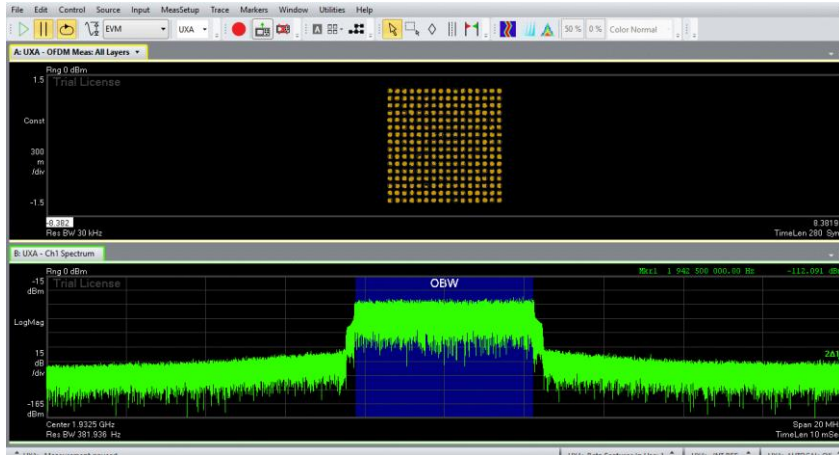 File Edit Control Source Input MeasSetup Trace Markers Window Utilities Help
EVM UXA A 50 % 0 % Color Normal
A: UXA - OFDM Meas: All Layers
Rng 0 dBm
1.5 Trial License
Const
300
m
/div
-1.5
-8.382 8.3819
Res BW 30 kHz TimeLen 280 Sym
B: UXA - Ch1 Spectrum
Rng 0 dBm Mkr1 1 942 500 000.00 Hz -112.091 dB
-15 Trial License OBW
dBm
LogMag
15
dB
/div
2Δ1
-165
dBm
Center 1.9325 GHz Span 20 MH
Res BW 381.936 Hz TimeLen 10 mSec